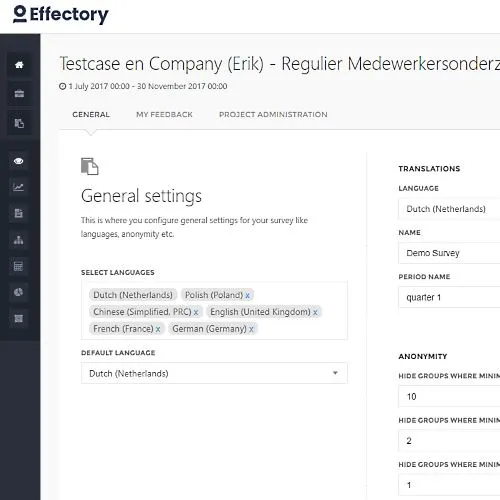 Effectory
Testcase en Company (Erik) - Regulier Medewerkersonderz
1 July 2017 00:00 - 30 November 2017 00:00
GENERAL
MY FEEDBACK
PROJECT ADMINISTRATION
General settings
This is where you configure general settings for your survey like
languages, anonymity etc.
SELECT LANGUAGES
Dutch (Netherlands) Polish (Poland) x
Chinese (Simplified, PRC) x English (United Kingdom) x
French (France) x German (Germany) x
DEFAULT LANGUAGE
Dutch (Netherlands)
TRANSLATIONS
LANGUAGE
Dutch (Netherlands)
NAME
Demo Survey
PERIOD NAME
quarter 1
ANONYMITY
HIDE GROUPS WHERE MINIM
10
HIDE GROUPS WHERE MINIM
2
HIDE GROUPS WHERE MINIM
1